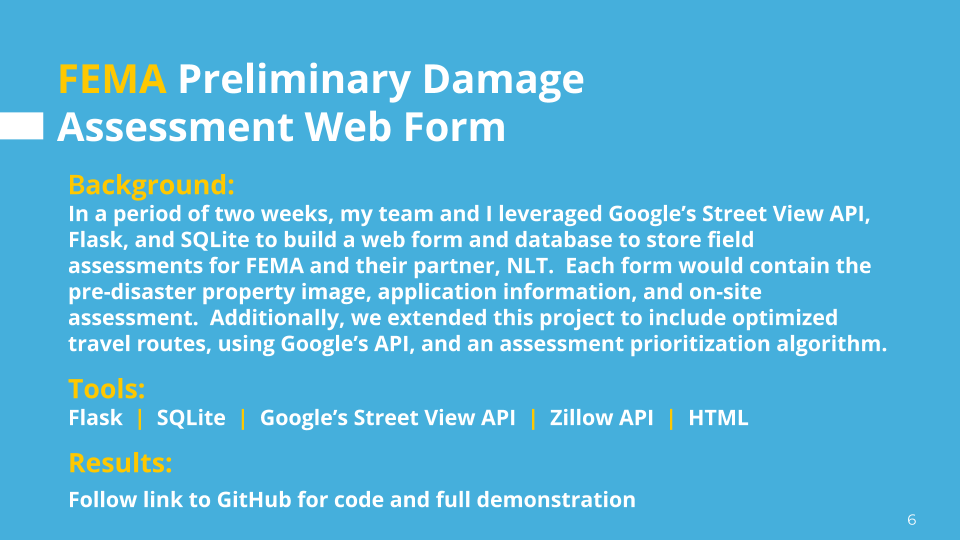 FEMA Preliminary Damage
Assessment Web Form
Background:
In a period of two weeks, my team and I leveraged Google’s Street View API,
Flask, and SQLite to build a web form and database to store field
assessments for FEMA and their partner, NLT.  Each form would contain the
pre-disaster property image, application information, and on-site
assessment.  Additionally, we extended this project to include optimized
travel routes, using Google’s API, and an assessment prioritization algorithm.
Tools:
Flask | SQLite | Google’s Street View API | Zillow API | HTML
Results:
Follow link to GitHub for code and full demonstration
6